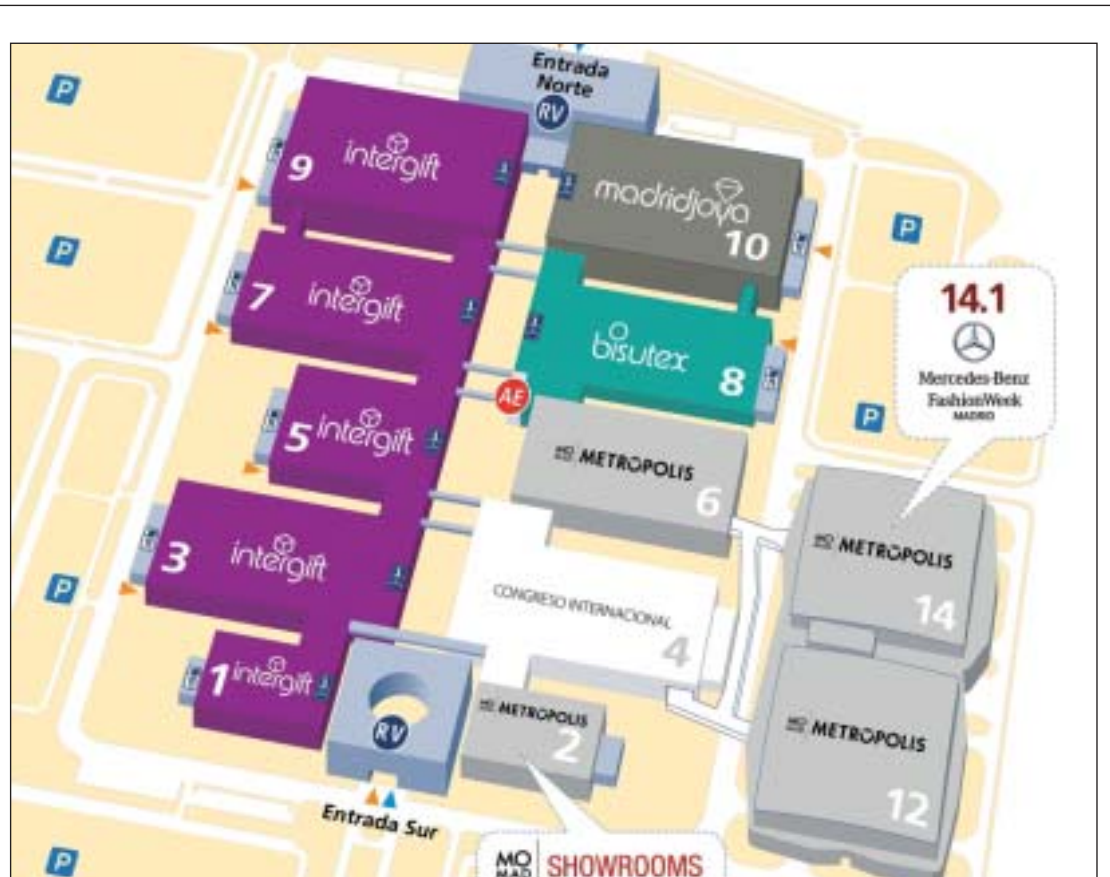 P
Entrada
Norte
RV
9
intergift
madridjoya
10
P
P
7
intergift
bisutex
8
14.1
Mercedes-Benz
FashionWeek
MADRID
AE
P
5
intergift
METROPOLIS
6
3
intergift
METROPOLIS
14
CONGRESO INTERNACIONAL
4
P
1
intergift
METROPOLIS
2
RV
METROPOLIS
12
Entrada Sur
P
MO
MAD
SHOWROOMS